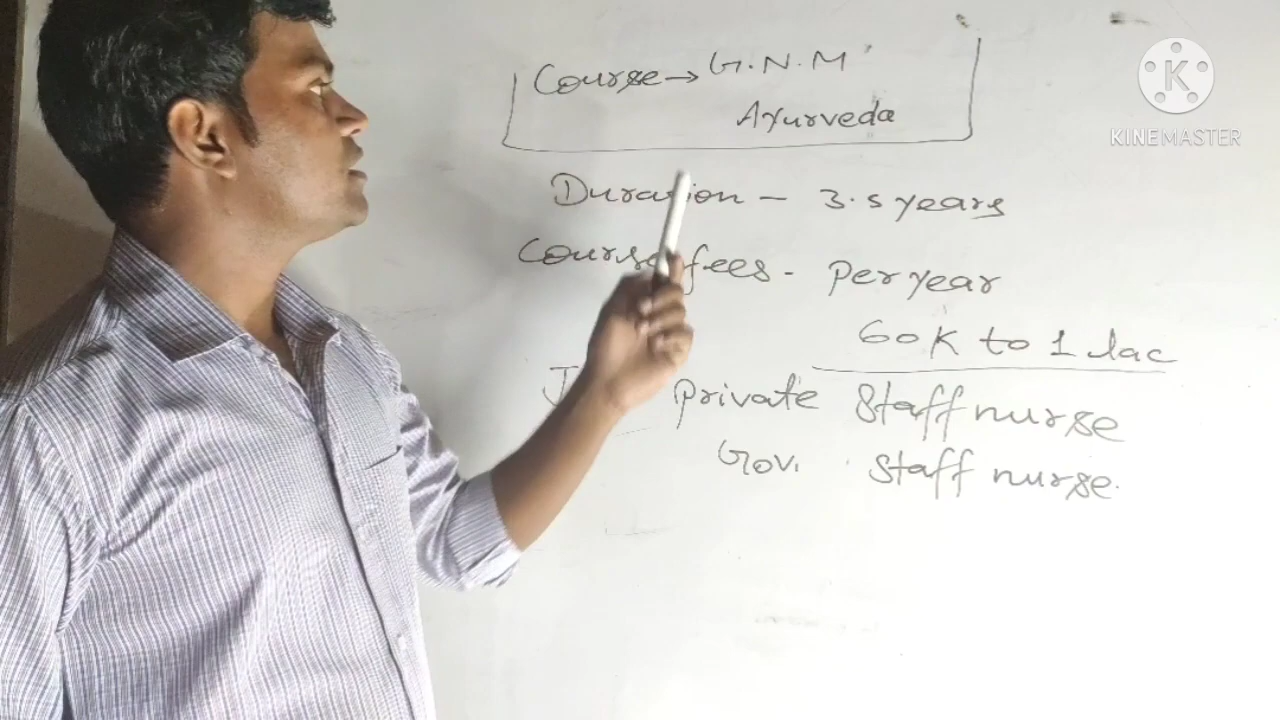 Course → G.N.M
Ayurveda
Duration - 3.5 years
Course fees - Per year
60K to 1 lac
private Staff nurse
Gov. Staff nurse.
K
KINEMASTER